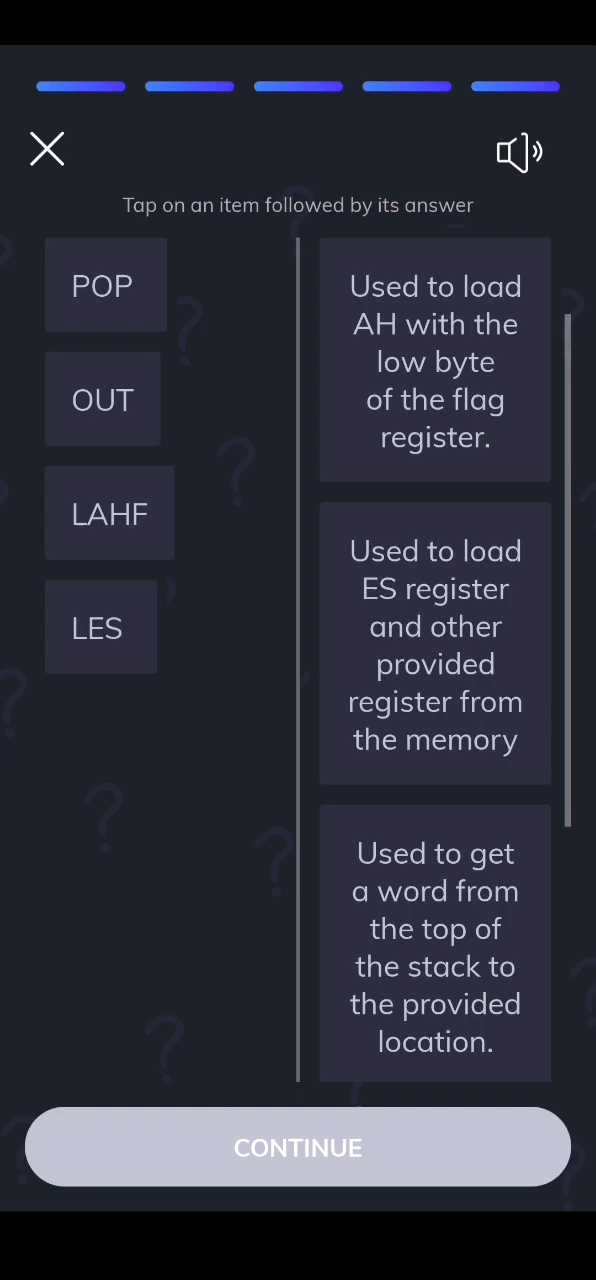 Tap on an item followed by its answer
POP
OUT
LAHF
LES
Used to load
AH with the
low byte
of the flag
register.
Used to load
ES register
and other
provided
register from
the memory
Used to get
a word from
the top of
the stack to
the provided
location.
CONTINUE